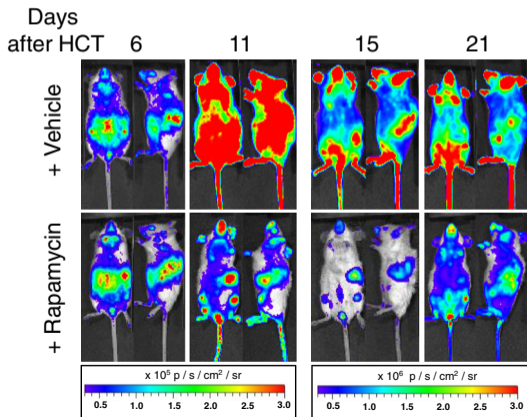 Days
after HCT 6 11 15 21
+ Vehicle
+ Rapamycin
x 10⁵ p / s / cm² / sr
0.5 1.0 1.5 2.0 2.5 3.0
x 10⁶ p / s / cm² / sr
0.5 1.0 1.5 2.0 2.5 3.0